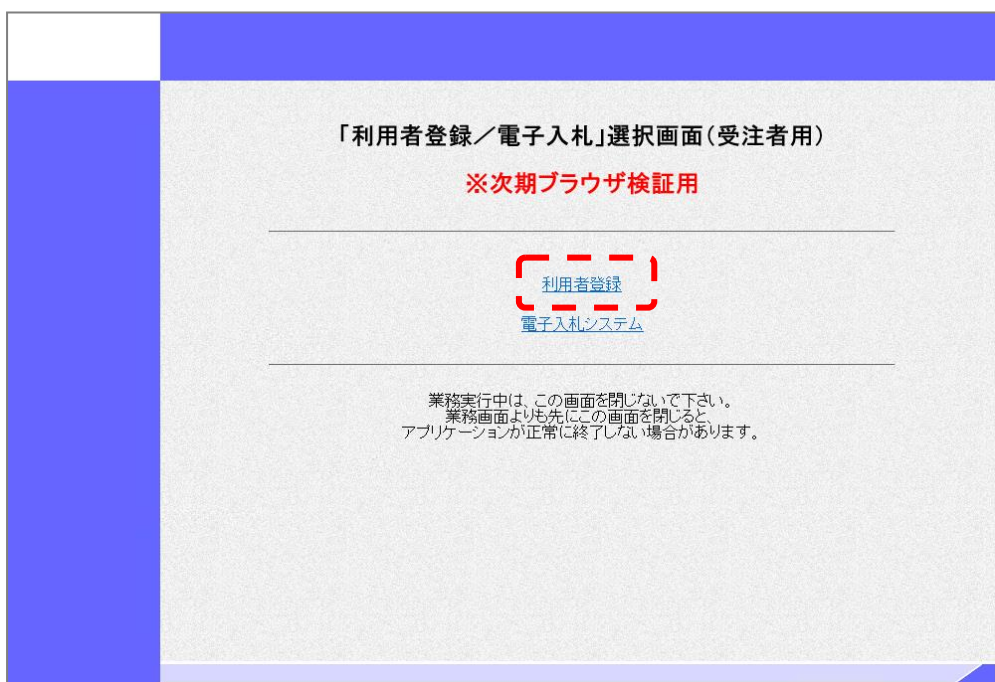 「利用者登録／電子入札」選択画面（受注者用）
※次期ブラウザ検証用
利用者登録
電子入札システム
業務実行中は、この画面を閉じないで下さい。
業務画面よりも先にこの画面を閉じると、
アプリケーションが正常に終了しない場合があります。